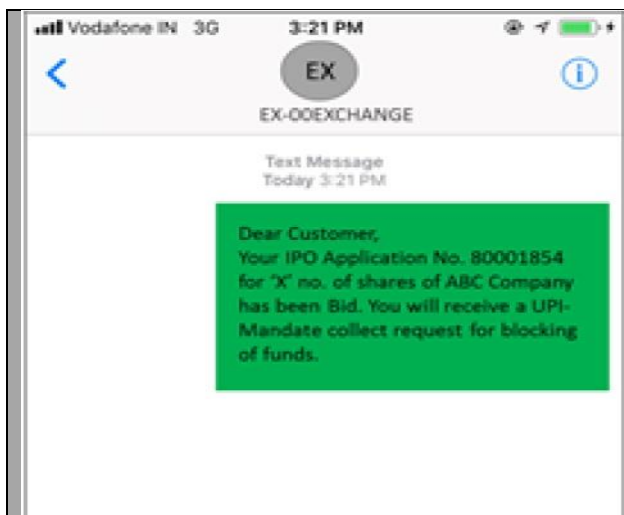 Vodafone IN 3G 3:21 PM
EX
EX-OOEXCHANGE
Text Message
Today 3:21 PM
Dear Customer,
Your IPO Application No. 80001854
for 'X' no. of shares of ABC Company
has been Bid. You will receive a UPI-
Mandate collect request for blocking
of funds.